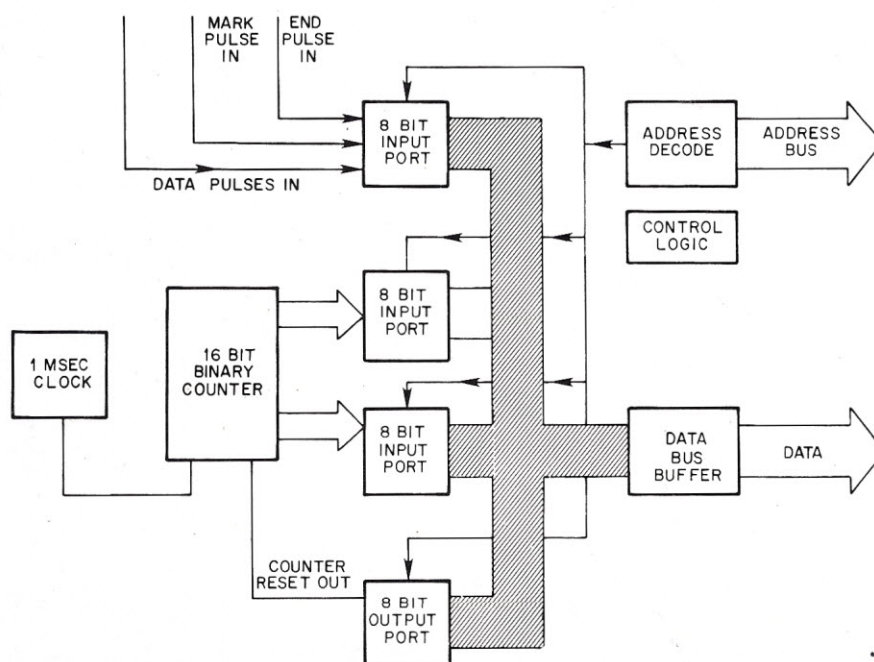 MARK
PULSE
IN
END
PULSE
IN
DATA PULSES IN
8 BIT
INPUT
PORT
ADDRESS
DECODE
ADDRESS
BUS
CONTROL
LOGIC
8 BIT
INPUT
PORT
1 MSEC
CLOCK
16 BIT
BINARY
COUNTER
8 BIT
INPUT
PORT
DATA
BUS
BUFFER
DATA
COUNTER
RESET OUT
8 BIT
OUTPUT
PORT